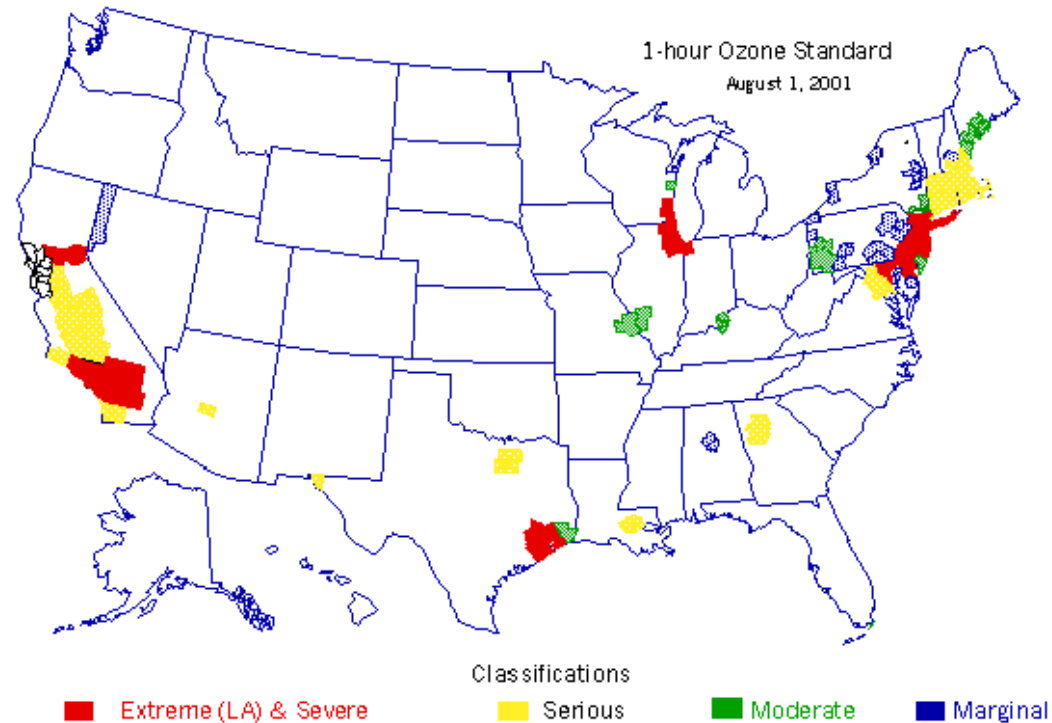 1-hour Ozone Standard
August 1, 2001
Classifications
Extreme (LA) & Severe
Serious
Moderate
Marginal